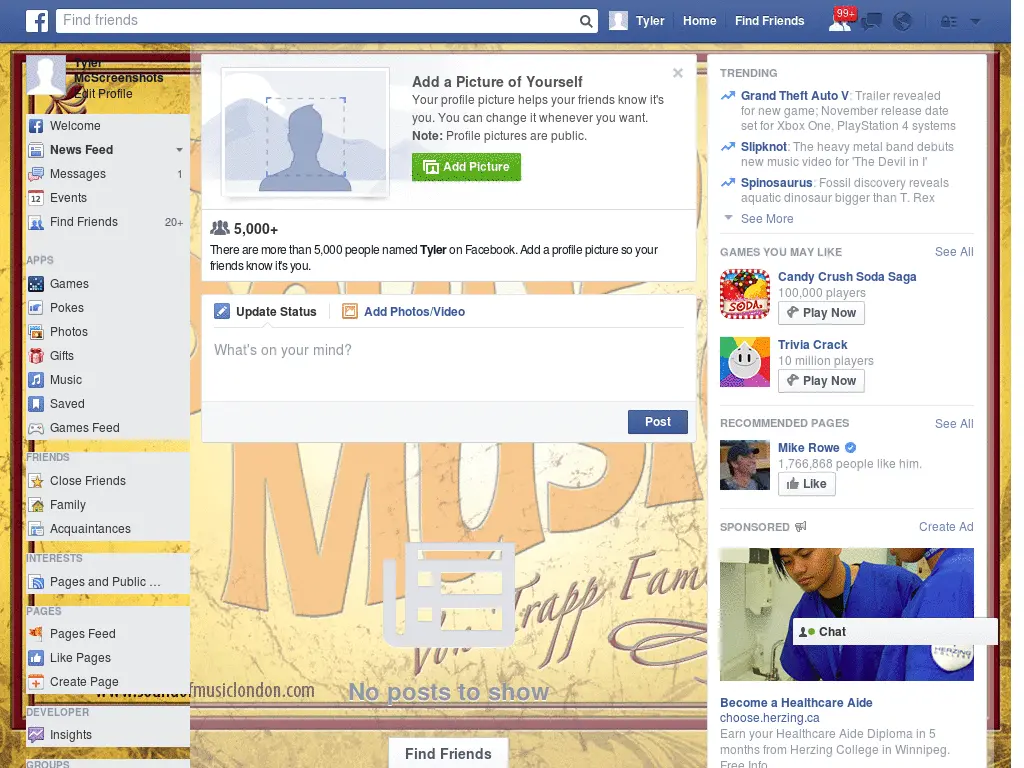 Find friends
Tyler
Home
Find Friends
99+
Tyler
McScreenshots
Edit Profile
Welcome
News Feed
Messages 1
12 Events
Find Friends 20+
APPS
Games
Pokes
Photos
Gifts
Music
Saved
Games Feed
FRIENDS
Close Friends
Family
Acquaintances
INTERESTS
Pages and Public ...
PAGES
Pages Feed
Like Pages
Create Page
DEVELOPER
Insights
GROUPS
Add a Picture of Yourself
Your profile picture helps your friends know it's
you. You can change it whenever you want.
Note: Profile pictures are public.
Add Picture
5,000+
There are more than 5,000 people named Tyler on Facebook. Add a profile picture so your
friends know it's you.
Update Status
Add Photos/Video
What's on your mind?
Post
MUSIC
Von Trapp Fam
No posts to show
ofmusiclondon.com
Find Friends
TRENDING
Grand Theft Auto V: Trailer revealed
for new game; November release date
set for Xbox One, PlayStation 4 systems
Slipknot: The heavy metal band debuts
new music video for 'The Devil in I'
Spinosaurus: Fossil discovery reveals
aquatic dinosaur bigger than T. Rex
See More
GAMES YOU MAY LIKE See All
SODA
Candy Crush Soda Saga
100,000 players
Play Now
Trivia Crack
10 million players
Play Now
RECOMMENDED PAGES See All
Mike Rowe
1,766,868 people like him.
Like
SPONSORED Create Ad
Chat
HERZING
Become a Healthcare Aide
choose.herzing.ca
Earn your Healthcare Aide Diploma in 5
months from Herzing College in Winnipeg.
Free Info